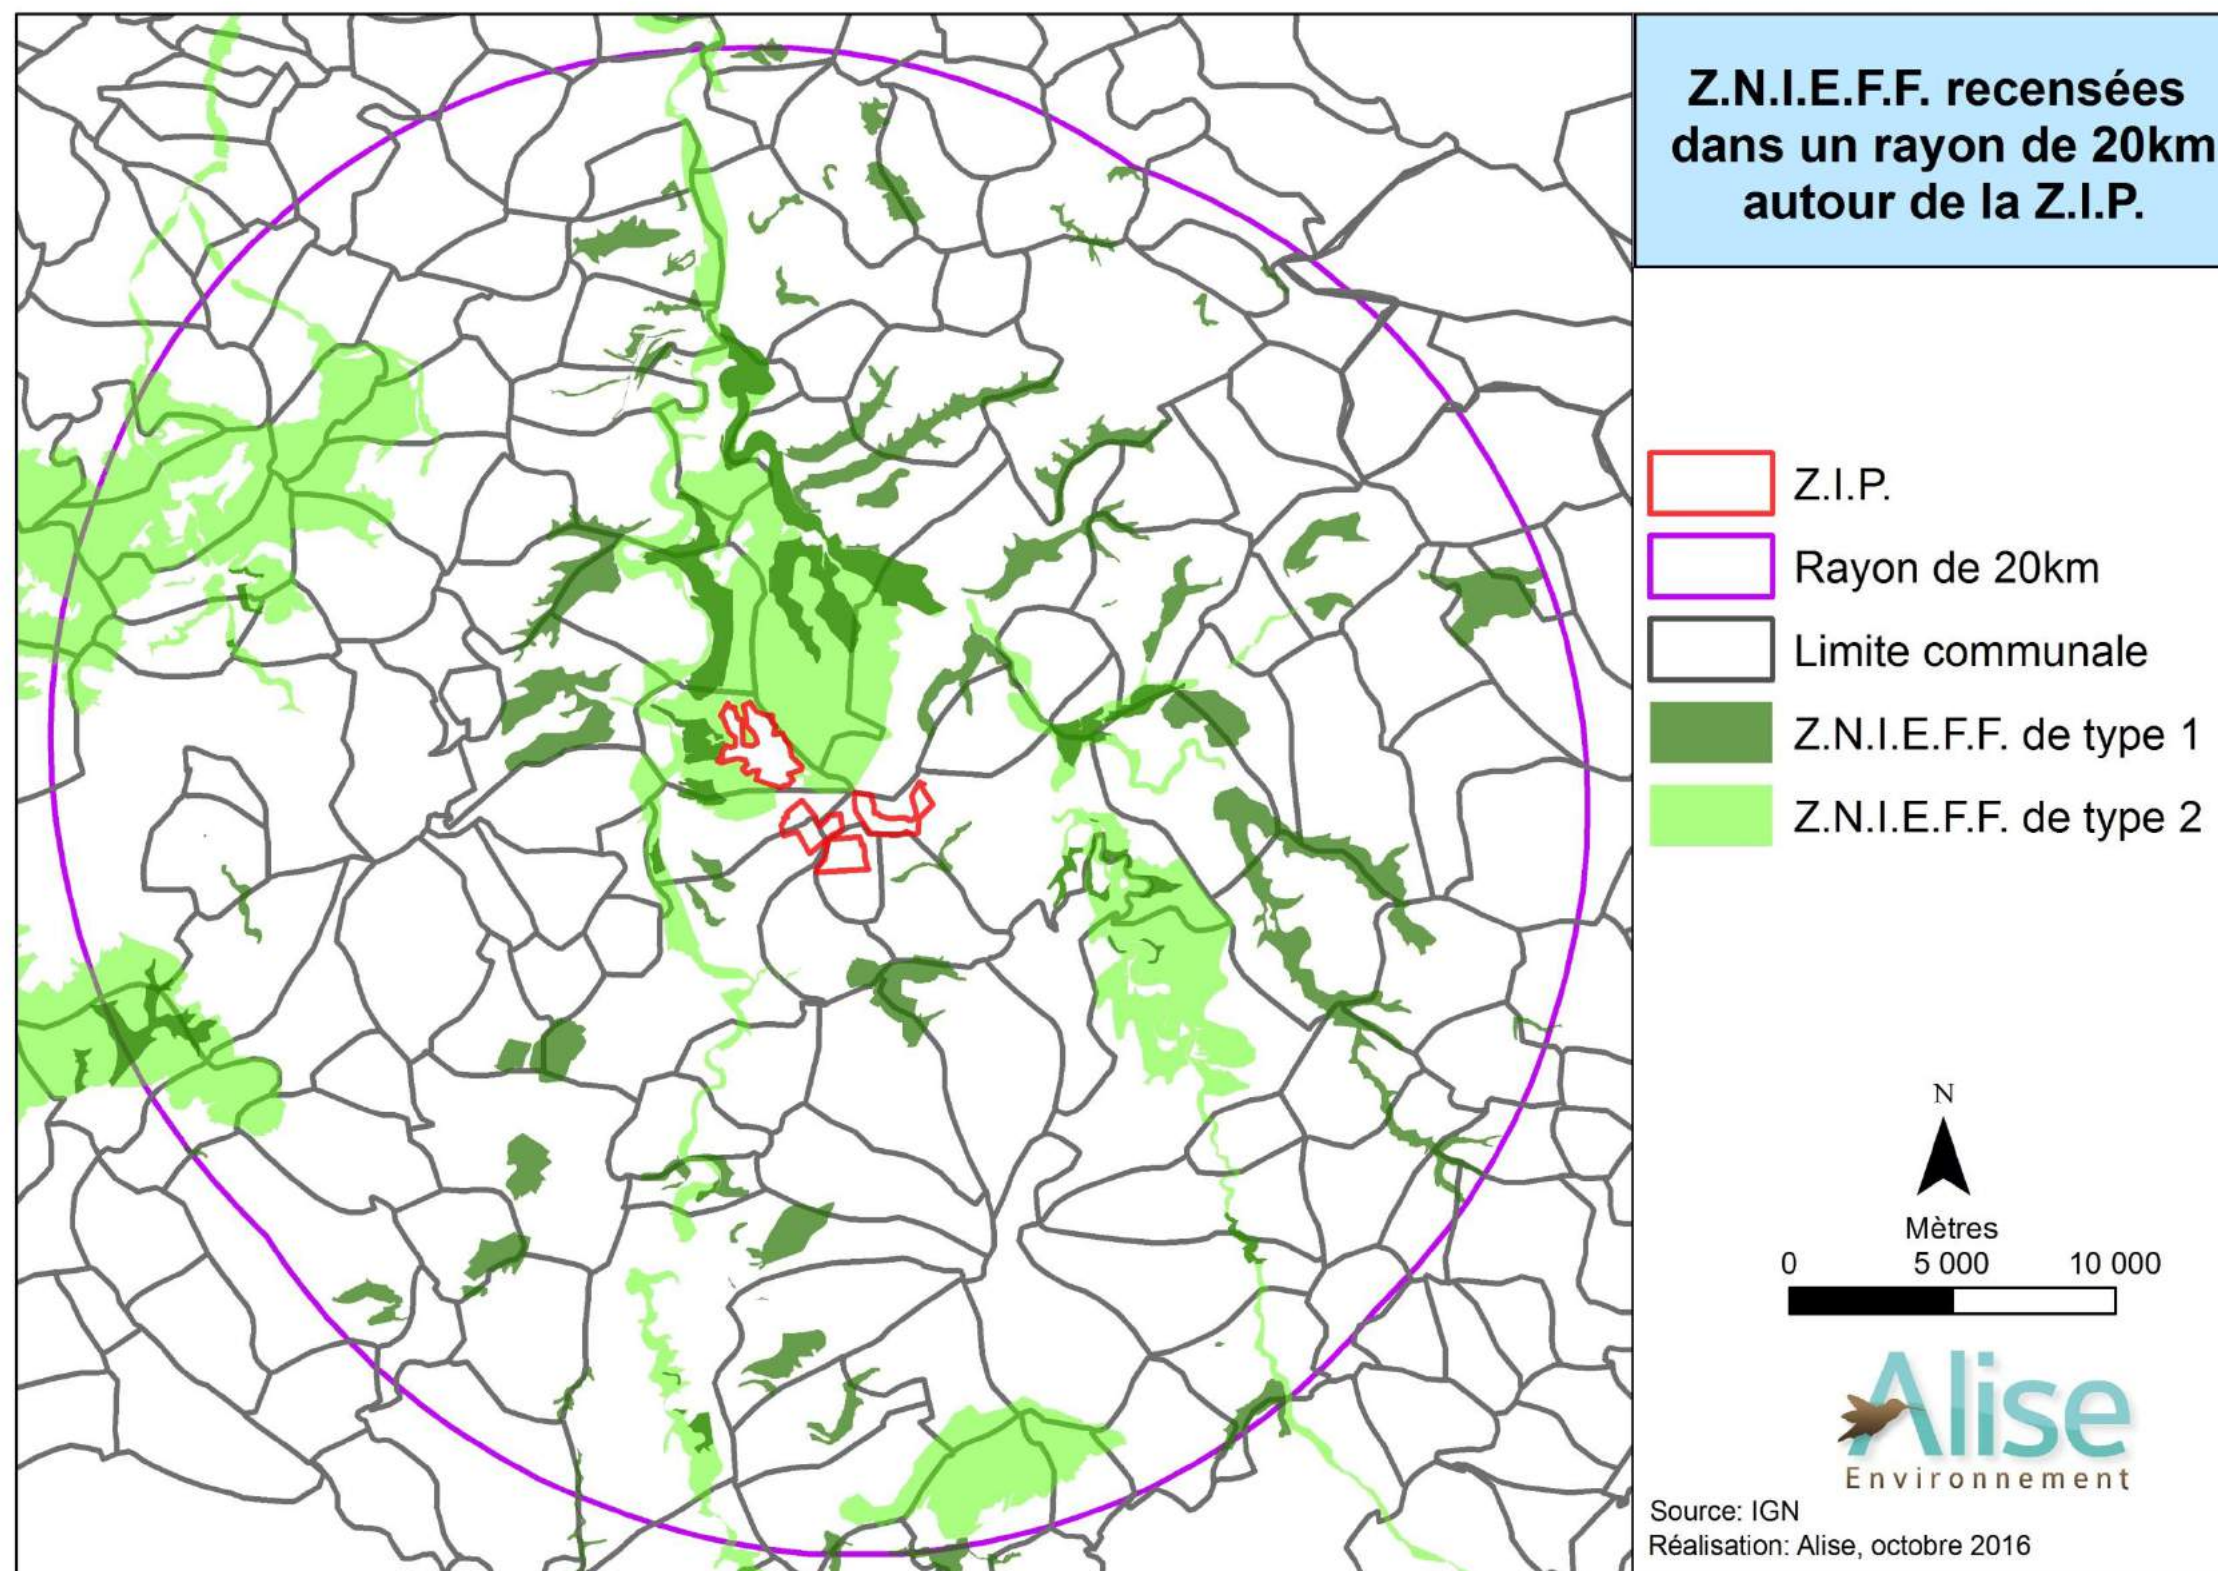 Z.N.I.E.F.F. recensées
dans un rayon de 20km
autour de la Z.I.P.
Z.I.P.
Rayon de 20km
Limite communale
Z.N.I.E.F.F. de type 1
Z.N.I.E.F.F. de type 2
N
Mètres
0 5 000 10 000
Alise
Environnement
Source: IGN
Réalisation: Alise, octobre 2016